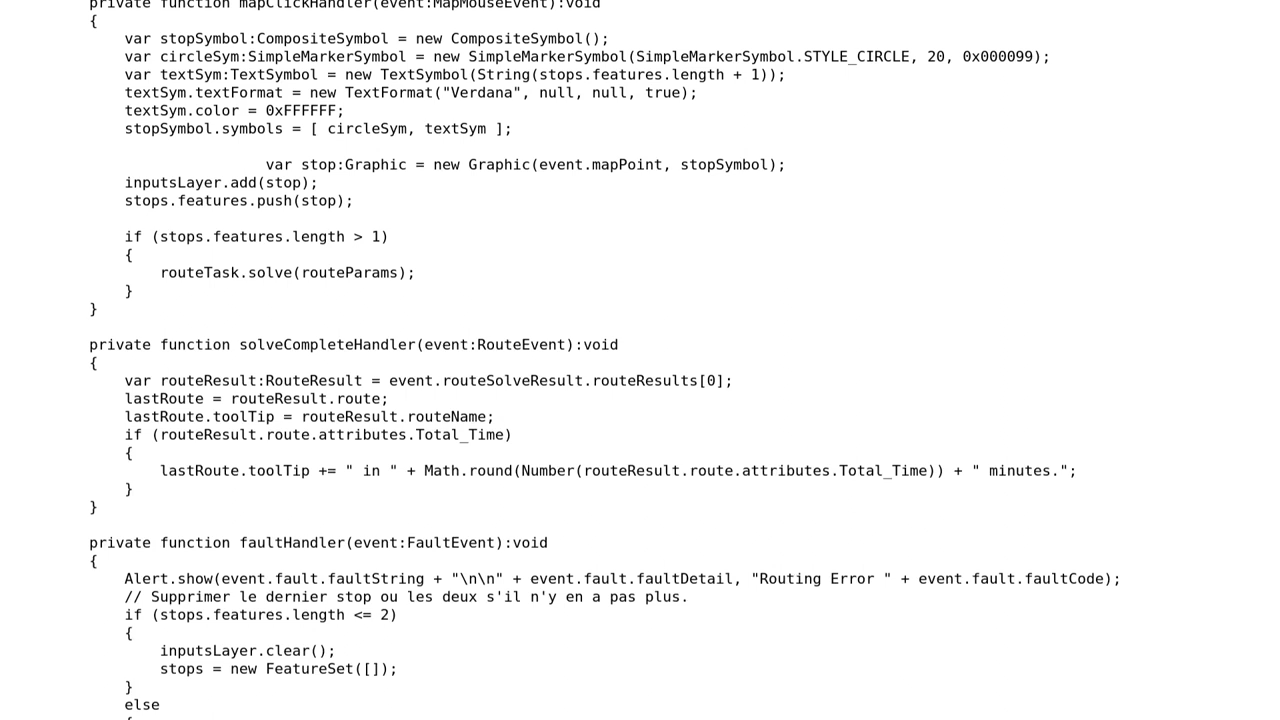 private function mapClickHandler(event:MapMouseEvent):void
{
var stopSymbol:CompositeSymbol = new CompositeSymbol();
var circleSym:SimpleMarkerSymbol = new SimpleMarkerSymbol(SimpleMarkerSymbol.STYLE_CIRCLE, 20, 0x000099);
var textSym:TextSymbol = new TextSymbol(String(stops.features.length + 1));
textSym.textFormat = new TextFormat("Verdana", null, null, true);
textSym.color = 0xFFFFFF;
stopSymbol.symbols = [ circleSym, textSym ];
var stop:Graphic = new Graphic(event.mapPoint, stopSymbol);
inputsLayer.add(stop);
stops.features.push(stop);
if (stops.features.length > 1)
{
routeTask.solve(routeParams);
}
}
private function solveCompleteHandler(event:RouteEvent):void
{
var routeResult:RouteResult = event.routeSolveResult.routeResults[0];
lastRoute = routeResult.route;
lastRoute.toolTip = routeResult.routeName;
if (routeResult.route.attributes.Total_Time)
{
lastRoute.toolTip += " in " + Math.round(Number(routeResult.route.attributes.Total_Time)) + " minutes.";
}
}
private function faultHandler(event:FaultEvent):void
{
Alert.show(event.fault.faultString + "\n\n" + event.fault.faultDetail, "Routing Error " + event.fault.faultCode);
// Supprimer le dernier stop ou les deux s'il n'y en a pas plus.
if (stops.features.length <= 2)
{
inputsLayer.clear();
stops = new FeatureSet([]);
}
else
{